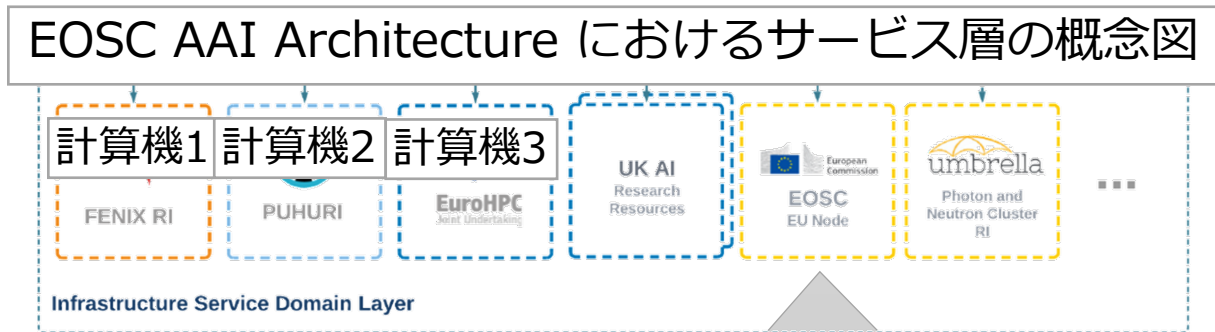 EOSC AAI Architecture におけるサービス層の概念図
計算機1
計算機2
計算機3
FENIX RI
PUHURI
EuroHPC
Joint Undertaking
UK AI
Research
Resources
European
Commission
EOSC
EU Node
umbrella
Photon and
Neutron Cluster
RI
...
Infrastructure Service Domain Layer